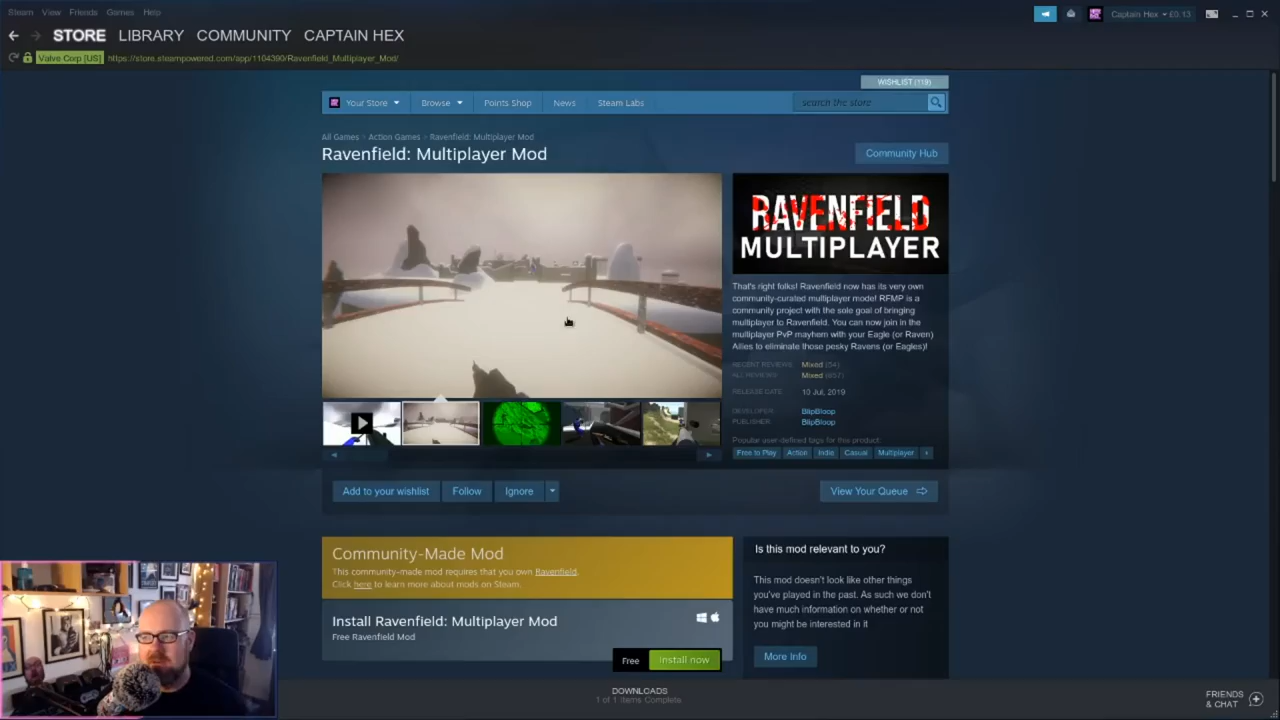 Steam View Friends Games Help
Captain Hex £0.13
STORE LIBRARY COMMUNITY CAPTAIN HEX
Valve Corp [US] https://store.steampowered.com/app/1104390/Ravenfield_Multiplayer_Mod/
WISHLIST (119)
Your Store Browse Points Shop News Steam Labs search the store
All Games > Action Games > Ravenfield: Multiplayer Mod
Ravenfield: Multiplayer Mod
Community Hub
RAVENFIELD
MULTIPLAYER
That's right folks! Ravenfield now has its very own
community-curated multiplayer mode! RFMP is a
community project with the sole goal of bringing
multiplayer to Ravenfield. You can now join in the
multiplayer PvP mayhem with your Eagle (or Raven)
Allies to eliminate those pesky Ravens (or Eagles)!
RECENT REVIEWS: Mixed (54)
ALL REVIEWS: Mixed
RELEASE DATE: 10 Jul, 2019
DEVELOPER: BlipBloop
PUBLISHER: BlipBloop
Popular user-defined tags for this product:
Free to Play Action Indie Casual Multiplayer +
Add to your wishlist Follow Ignore
View Your Queue
Community-Made Mod
This community-made mod requires that you own Ravenfield.
Click here to learn more about mods on Steam.
Install Ravenfield: Multiplayer Mod
Free Ravenfield Mod
Free Install now
Is this mod relevant to you?
This mod doesn't look like other things
you've played in the past. As such we don't
have much information on whether or not
you might be interested in it
More Info
DOWNLOADS
1 of 1 Items Complete
FRIENDS
& CHAT